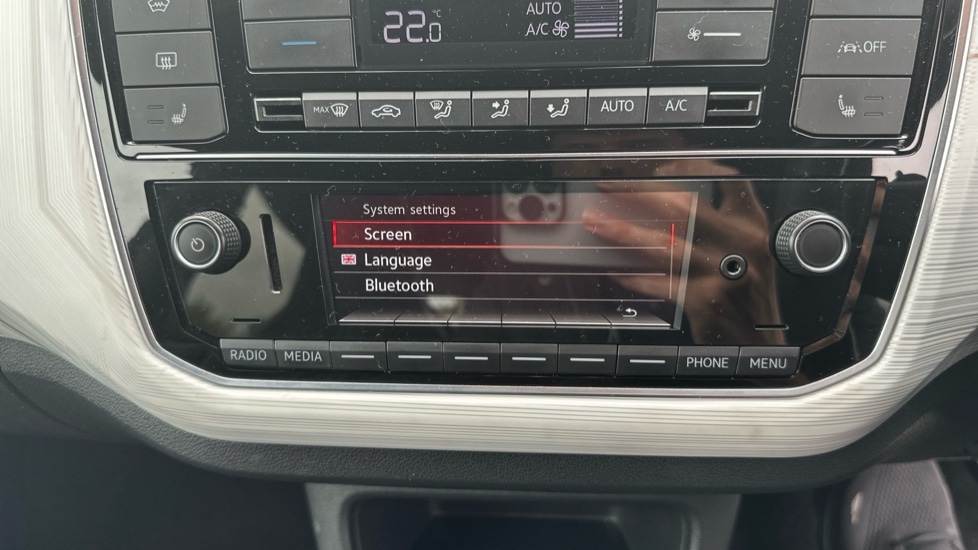 22.0 °C
AUTO
A/C
OFF
MAX
AUTO
A/C
System settings
Screen
Language
Bluetooth
RADIO
MEDIA
PHONE
MENU